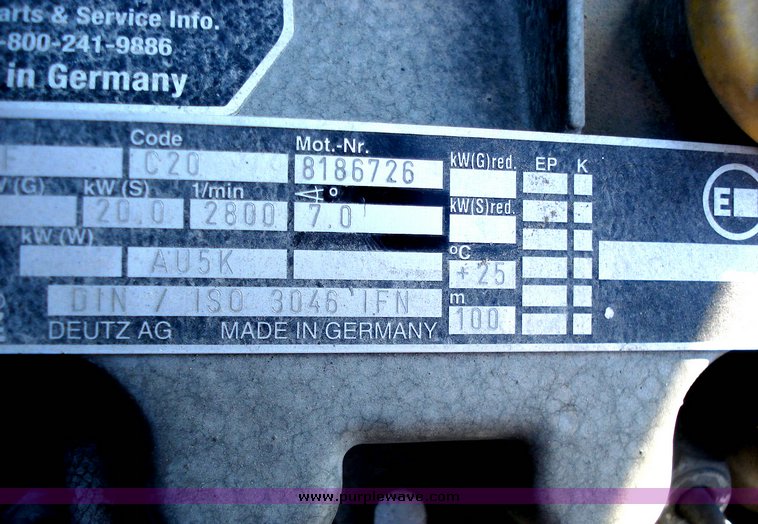 arts & Service Info.
-800-241-9886
in Germany
Code Mot.-Nr. kW(G)red. EP K
C20 8186726
(G) kW(S) 1/min ∢° kW(S)red.
20.0 2800 7.0
kW(W) °C
AU5K +25
DIN / ISO 3046 IFN m
100
DEUTZ AG MADE IN GERMANY
E
www.purplewave.com